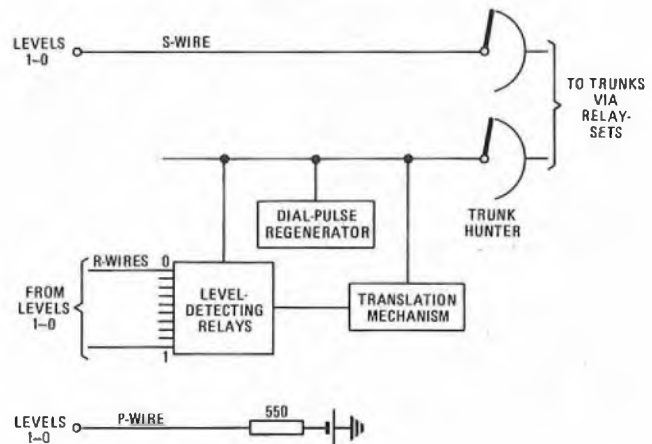 LEVELS
1–0
S-WIRE
TO TRUNKS
VIA
RELAY-
SETS
DIAL-PULSE
REGENERATOR
TRUNK
HUNTER
R-WIRES
0
FROM
LEVELS
1–0
LEVEL-
DETECTING
RELAYS
TRANSLATION
MECHANISM
1
LEVELS
1–0
P-WIRE
550